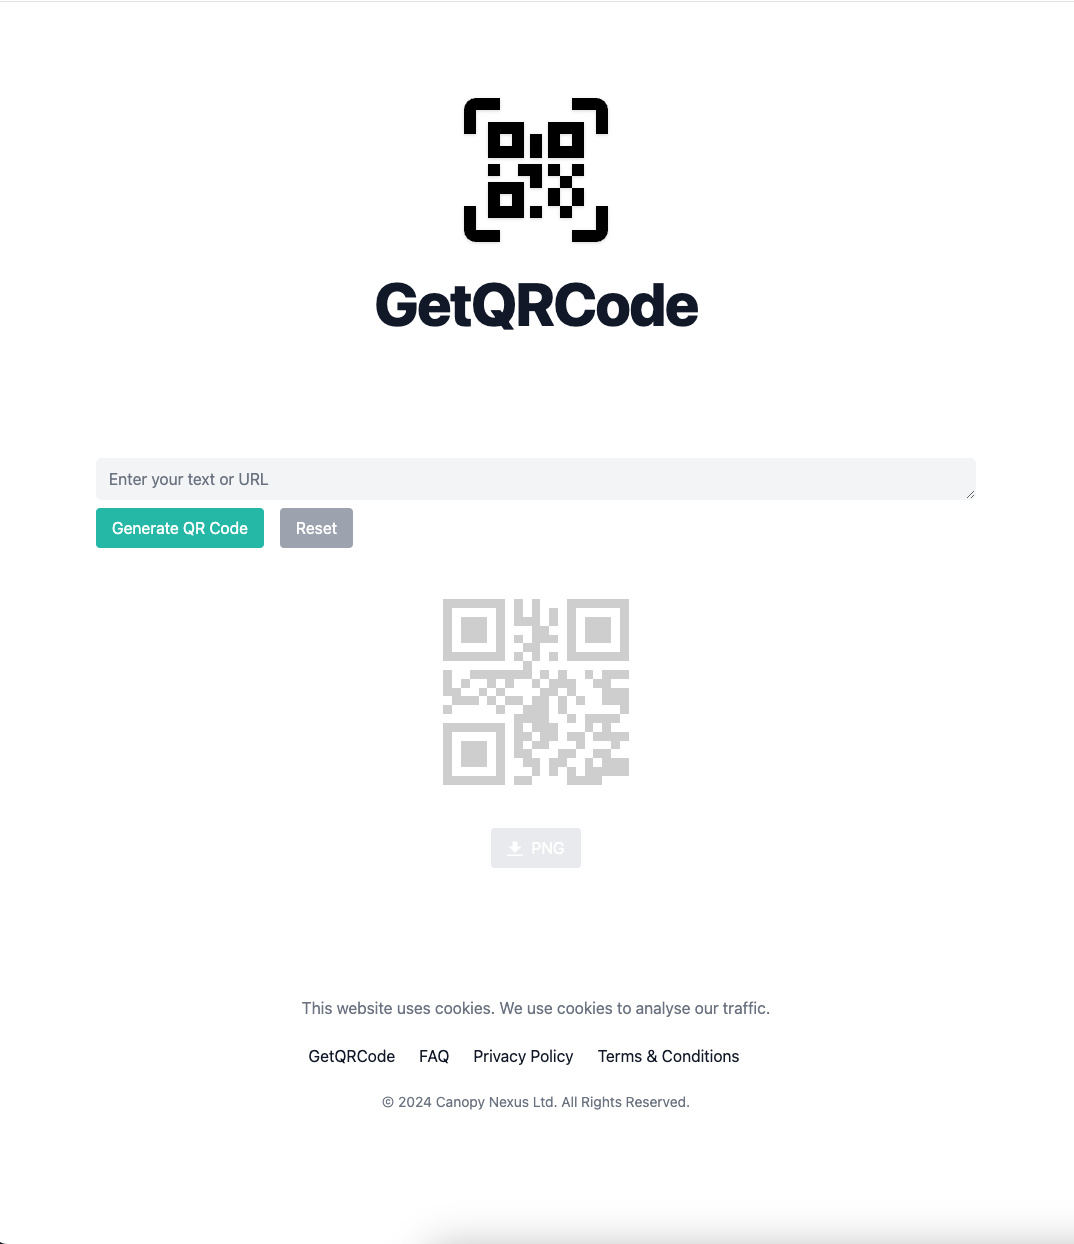 GetQRCode
Enter your text or URL
Generate QR Code Reset
PNG
This website uses cookies. We use cookies to analyse our traffic.
GetQRCode FAQ Privacy Policy Terms & Conditions
© 2024 Canopy Nexus Ltd. All Rights Reserved.